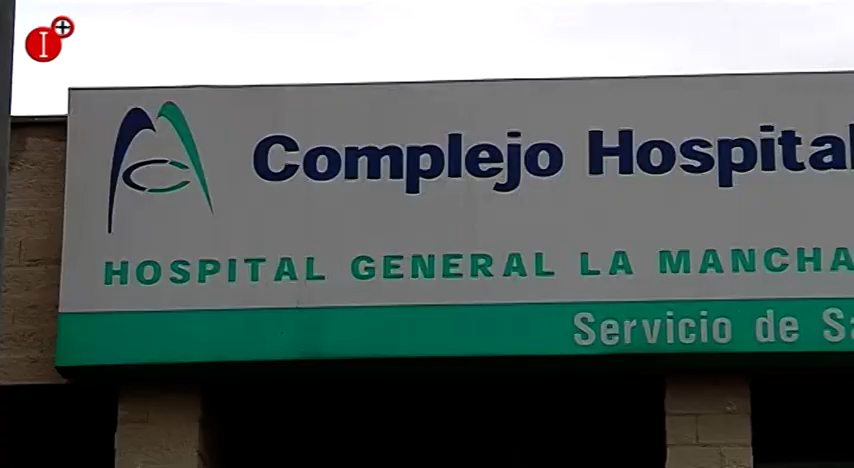 I+
Complejo Hospital
HOSPITAL GENERAL LA MANCHA
Servicio de